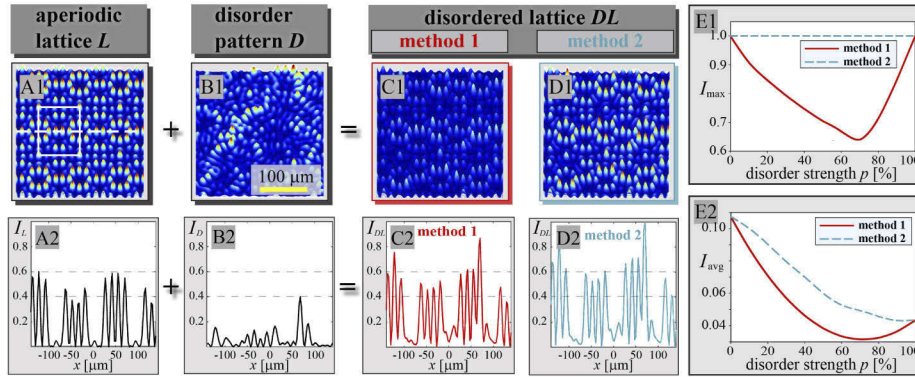 aperiodic
lattice L
disorder
pattern D
disordered lattice DL
method 1
method 2
A1
B1
100 μm
C1
D1
+
=
A2
I_L
0.6
0.4
0.2
-100
-50
0
50
100
x [μm]
+
B2
I_D
0.6
0.4
0.2
-100
-50
0
50
100
x [μm]
=
C2
method 1
I_DL
0.6
0.4
0.2
-100
-50
0
50
100
x [μm]
D2
method 2
I_DL
0.6
0.4
0.2
-100
-50
0
50
100
x [μm]
E1
1.0
0.9
0.8
0.7
0.6
I_max
method 1
method 2
0
20
40
60
80
100
disorder strength p [%]
E2
0.10
0.08
0.06
0.04
I_avg
method 1
method 2
0
20
40
60
80
100
disorder strength p [%]